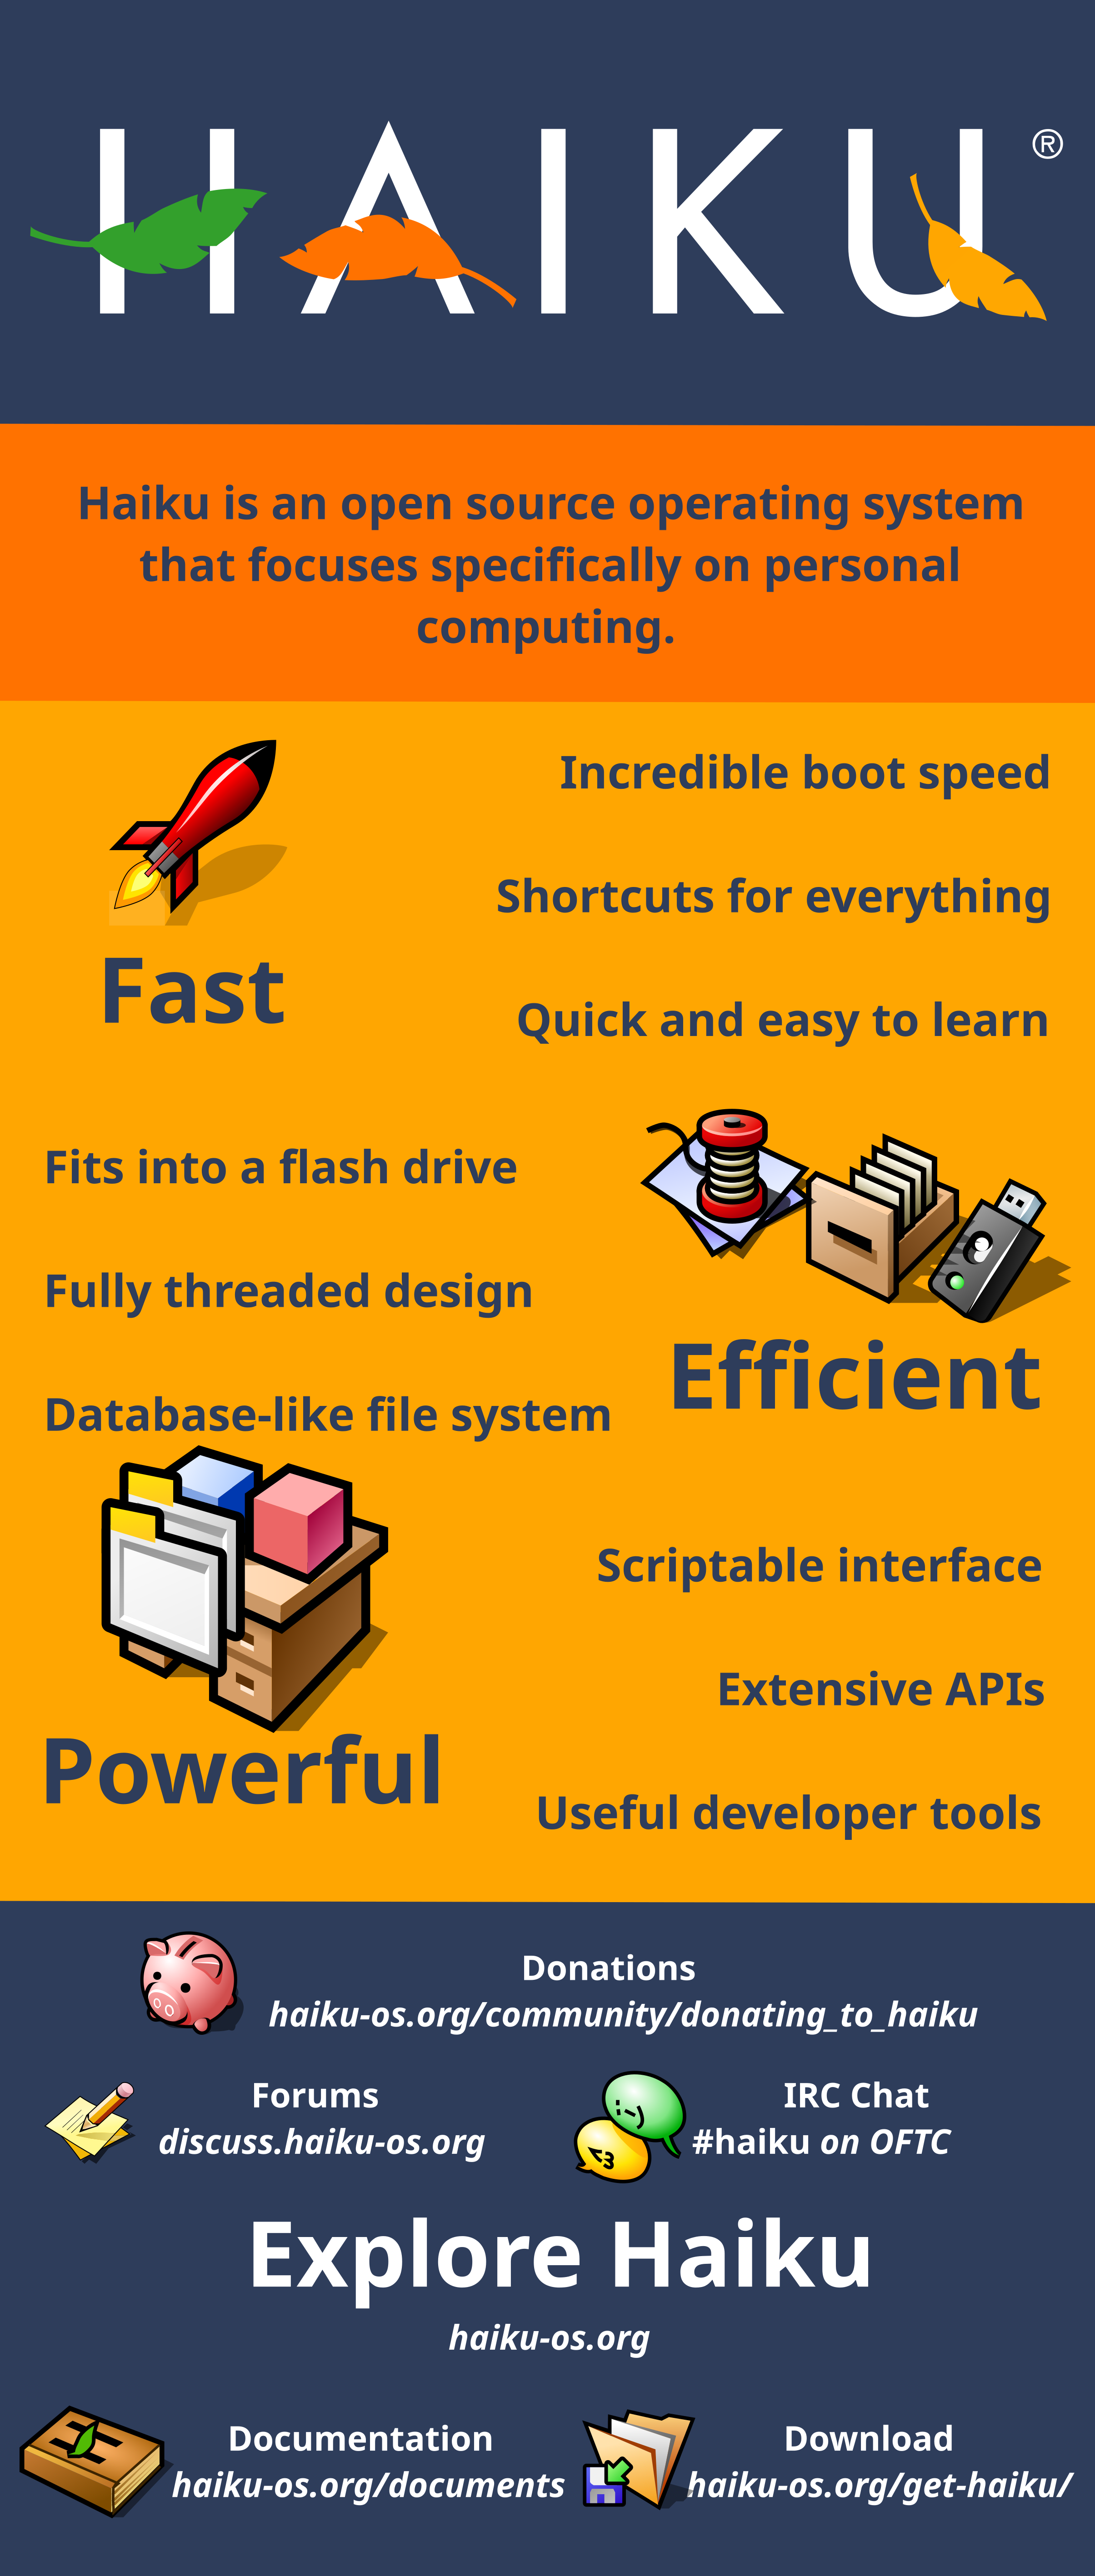 HAIKU®
Haiku is an open source operating system
that focuses specifically on personal
computing.
Incredible boot speed
Shortcuts for everything
Fast
Quick and easy to learn
Fits into a flash drive
Fully threaded design
Efficient
Database-like file system
Scriptable interface
Extensive APIs
Powerful
Useful developer tools
Donations
haiku-os.org/community/donating_to_haiku
Forums
discuss.haiku-os.org
IRC Chat
#haiku on OFTC
:-)
<3
Explore Haiku
haiku-os.org
Documentation
haiku-os.org/documents
Download
haiku-os.org/get-haiku/